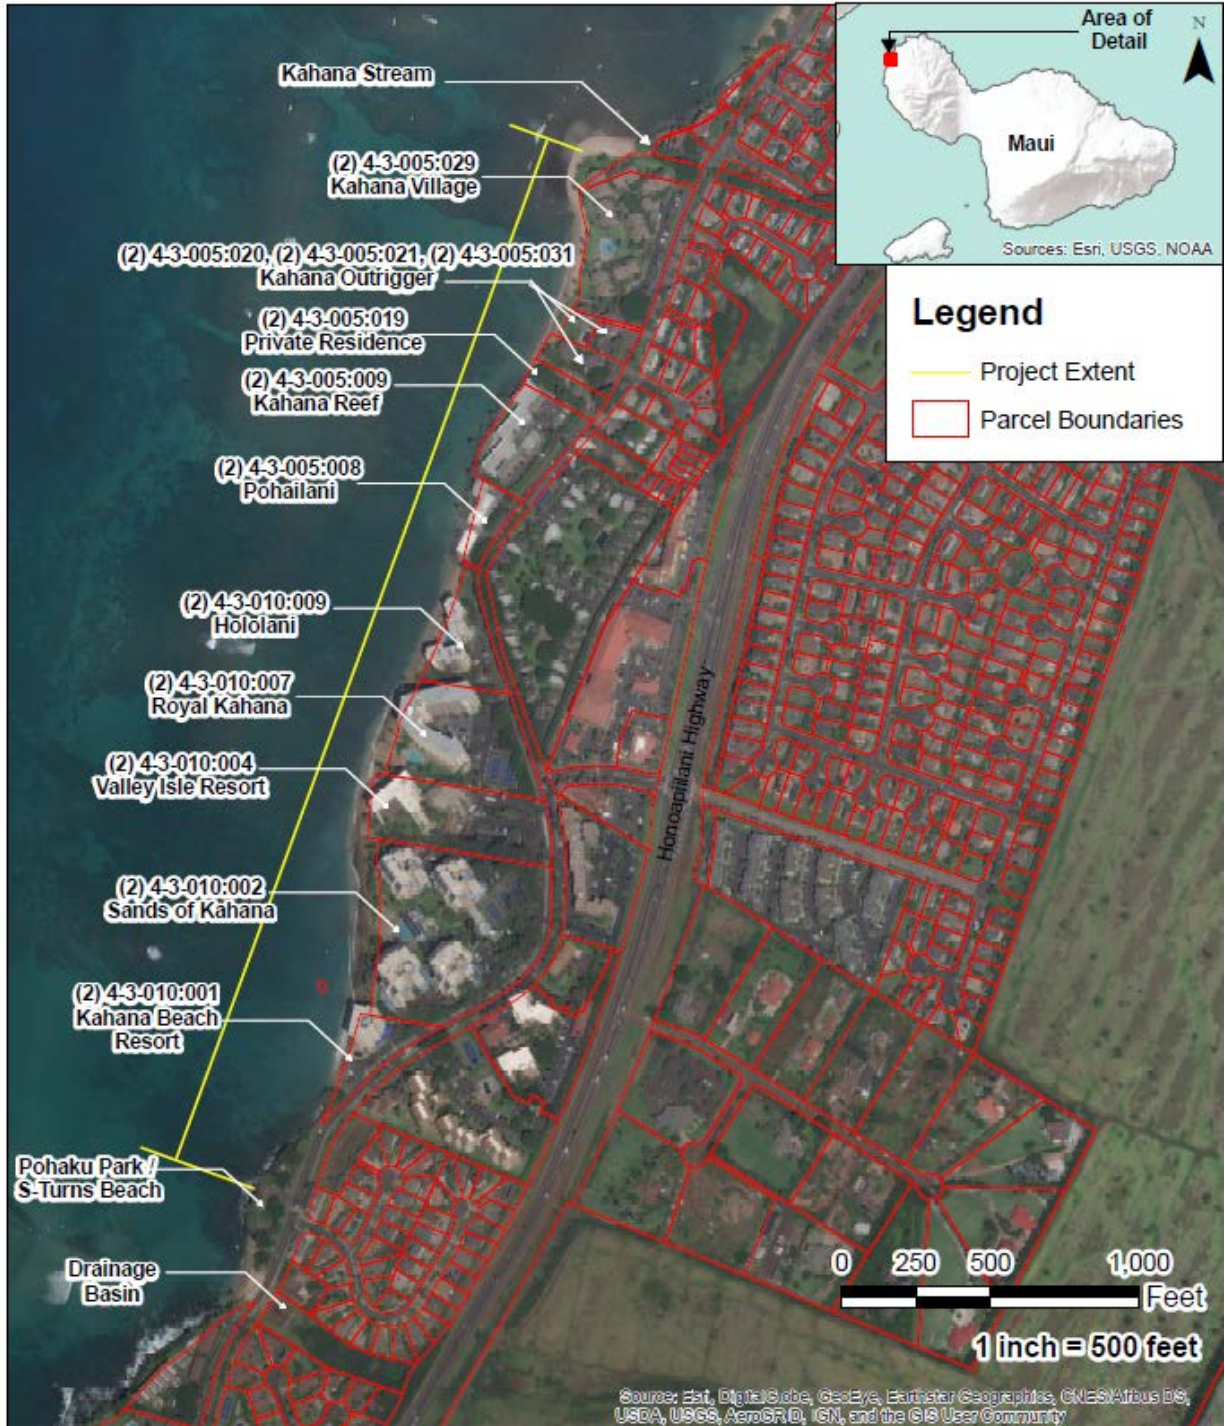 Area of
Detail
N
Maui
Sources: Esri, USGS, NOAA
Legend
Project Extent
Parcel Boundaries
Kahana Stream
(2) 4-3-005:029
Kahana Village
(2) 4-3-005:020, (2) 4-3-005:021, (2) 4-3-005:031
Kahana Outrigger
(2) 4-3-005:019
Private Residence
(2) 4-3-005:009
Kahana Reef
(2) 4-3-005:008
Pohailani
(2) 4-3-010:009
Hololani
(2) 4-3-010:007
Royal Kahana
(2) 4-3-010:004
Valley Isle Resort
(2) 4-3-010:002
Sands of Kahana
(2) 4-3-010:001
Kahana Beach
Resort
Pohaku Park /
S-Turns Beach
Drainage
Basin
Honoapiilani Highway
0 250 500 1,000
Feet
1 inch = 500 feet
Source: Esri, DigitalGlobe, GeoEye, Earthstar Geographics, CNES/Airbus DS,
USDA, USGS, AeroGRID, IGN, and the GIS User Community